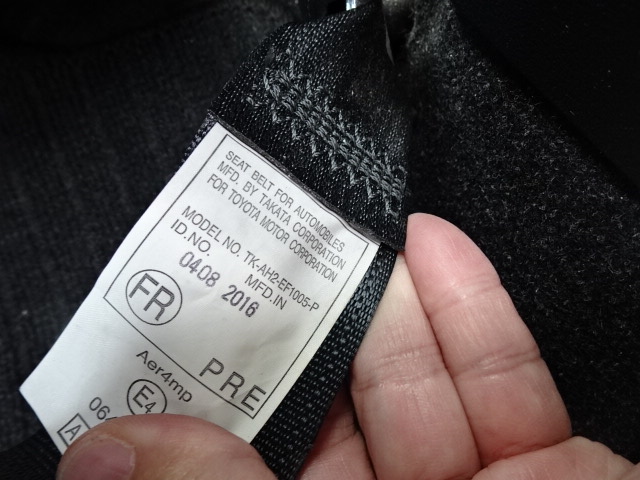 SEAT BELT FOR AUTOMOBILES
MFD. BY TAKATA CORPORATION
FOR TOYOTA MOTOR CORPORATION
MODEL NO. TK-AH2-EF1005-P
ID.NO MFD.IN
0408 2016
FR
PRE
Aer4mp
E4
06
A